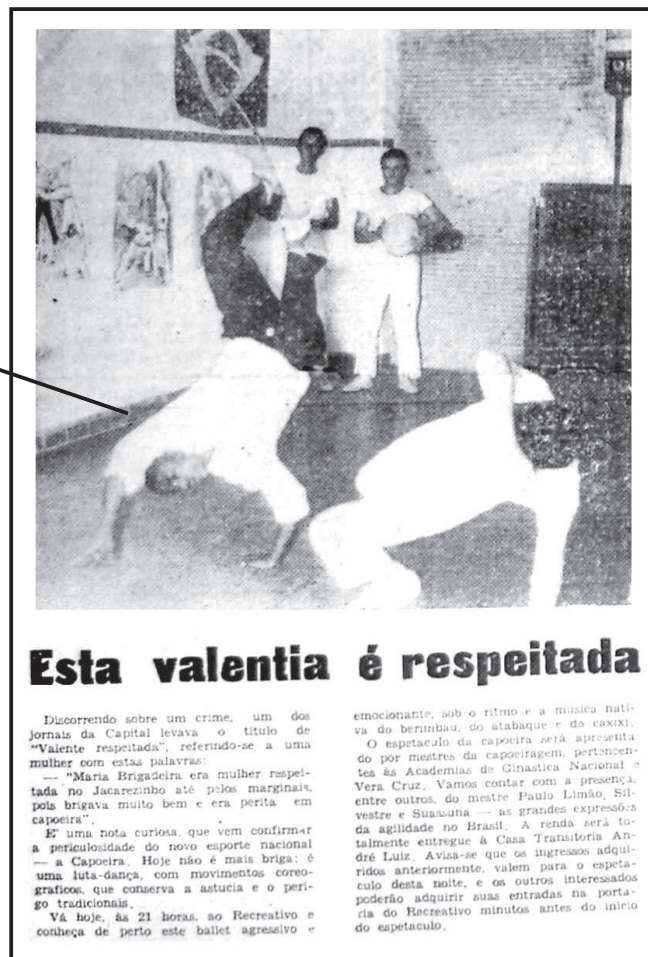 Esta valentia é respeitada
Discorrendo sobre um crime, um dos
jornais da Capital levava o titulo de
"Valente respeitada", referindo-se a uma
mulher com estas palavras:
— "Maria Brigadeira era mulher respei-
tada no Jacarezinho até pelos marginais,
pois brigava muito bem e era perita em
capoeira".
E' uma nota curiosa, que vem confirmar
a periculosidade do novo esporte nacional
— a Capoeira. Hoje não é mais briga: é
uma luta-dança, com movimentos coreo-
graficos, que conserva a astucia e o peri-
go tradicionais.
Vá hoje, às 21 horas, ao Recreativo e
conheça de perto este ballet agressivo e
emocionante, sob o ritmo e a musica nati-
va do berimbau, do atabaque e do caxixi.
O espetaculo da capoeira será apresenta
do por mestres da capoeiragem, pertencen-
tes às Academias de Ginastica Nacional e
Vera Cruz. Vamos contar com a presença,
entre outros, do mestre Paulo Limão, Sil-
vestre e Suassuna — as grandes expressões
da agilidade no Brasil. A renda será to-
talmente entregue à Casa Transitoria An-
dré Luiz. Avisa-se que os ingressos adqui-
ridos anteriormente, valem para o espeta-
culo desta noite, e os outros interessados
poderão adquirir suas entradas na porta-
ria do Recreativo minutos antes do inicio
do espetaculo.